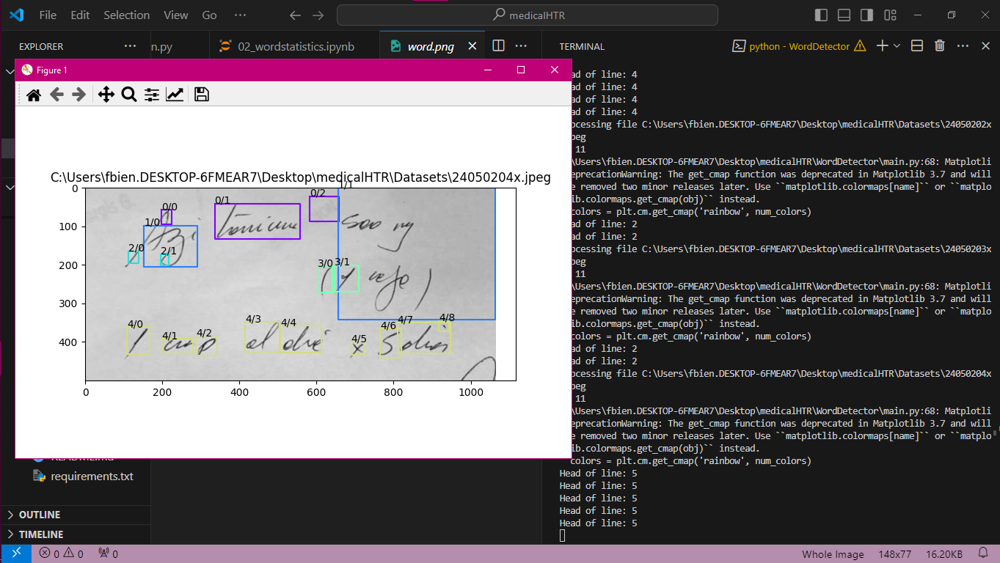 File Edit Selection View Go ··· medicalHTR
EXPLORER ··· n.py 02_wordstatistics.ipynb word.png ··· TERMINAL python - WordDetector ···
Figure 1
C:\Users\fbien.DESKTOP-6FMEAR7\Desktop\medicalHTR\Datasets\24050204x.jpeg
0 100 200 300 400
0 200 400 600 800 1000
0/0 0/1 0/2 1/1
1/0
2/0 2/1 3/0 3/1
4/0 4/1 4/2 4/3 4/4 4/5 4/6 4/7 4/8
500 mg
(1
1 al x 5
requirements.txt
OUTLINE
TIMELINE
ad of line: 4
ad of line: 4
ad of line: 4
ad of line: 4
ocessing file C:\Users\fbien.DESKTOP-6FMEAR7\Desktop\medicalHTR\Datasets\24050202x
peg
11
\Users\fbien.DESKTOP-6FMEAR7\Desktop\medicalHTR\WordDetector\main.py:68: Matplotli
eprecationWarning: The get_cmap function was deprecated in Matplotlib 3.7 and will
e removed two minor releases later. Use ``matplotlib.colormaps[name]`` or ``matplo
ib.colormaps.get_cmap(obj)`` instead.
colors = plt.cm.get_cmap('rainbow', num_colors)
ad of line: 2
ad of line: 2
ocessing file C:\Users\fbien.DESKTOP-6FMEAR7\Desktop\medicalHTR\Datasets\24050203x
peg
11
\Users\fbien.DESKTOP-6FMEAR7\Desktop\medicalHTR\WordDetector\main.py:68: Matplotli
eprecationWarning: The get_cmap function was deprecated in Matplotlib 3.7 and will
e removed two minor releases later. Use ``matplotlib.colormaps[name]`` or ``matplo
ib.colormaps.get_cmap(obj)`` instead.
colors = plt.cm.get_cmap('rainbow', num_colors)
ad of line: 2
ad of line: 2
ocessing file C:\Users\fbien.DESKTOP-6FMEAR7\Desktop\medicalHTR\Datasets\24050204x
peg
11
\Users\fbien.DESKTOP-6FMEAR7\Desktop\medicalHTR\WordDetector\main.py:68: Matplotli
eprecationWarning: The get_cmap function was deprecated in Matplotlib 3.7 and will
e removed two minor releases later. Use ``matplotlib.colormaps[name]`` or ``matplo
ib.colormaps.get_cmap(obj)`` instead.
colors = plt.cm.get_cmap('rainbow', num_colors)
Head of line: 5
Head of line: 5
Head of line: 5
Head of line: 5
Head of line: 5
0 0 0 Whole Image 148x77 16.20KB